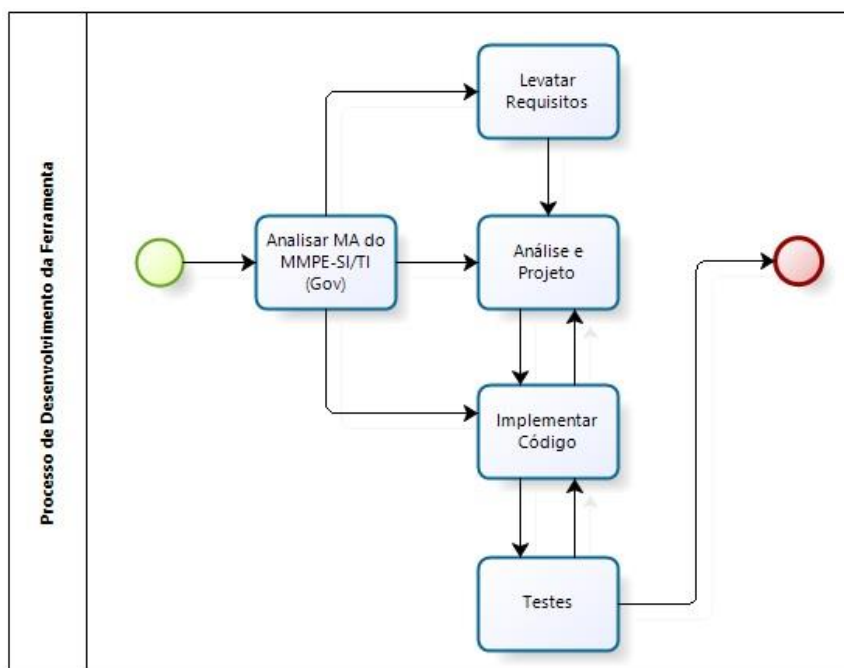 Processo de Desenvolvimento da Ferramenta
Levatar
Requisitos
Analisar MA do
MMPE-SI/TI
(Gov)
Análise e
Projeto
Implementar
Código
Testes